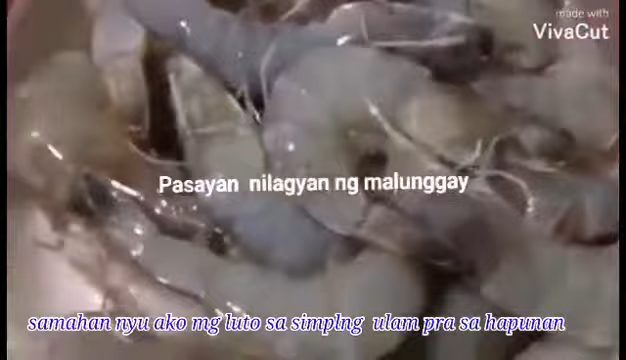 made with
VivaCut
Pasayan nilagyan ng malunggay
samahan nyu ako mg luto sa simplng ulam pra sa hapunan